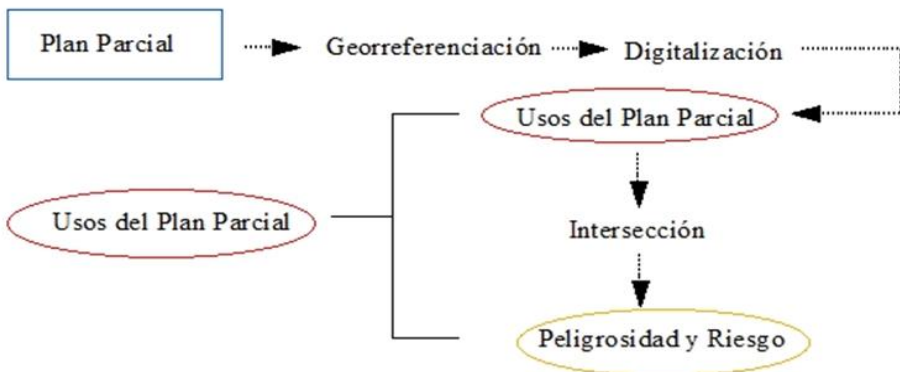 Plan Parcial
Georreferenciación
Digitalización
Usos del Plan Parcial
Usos del Plan Parcial
Intersección
Peligrosidad y Riesgo